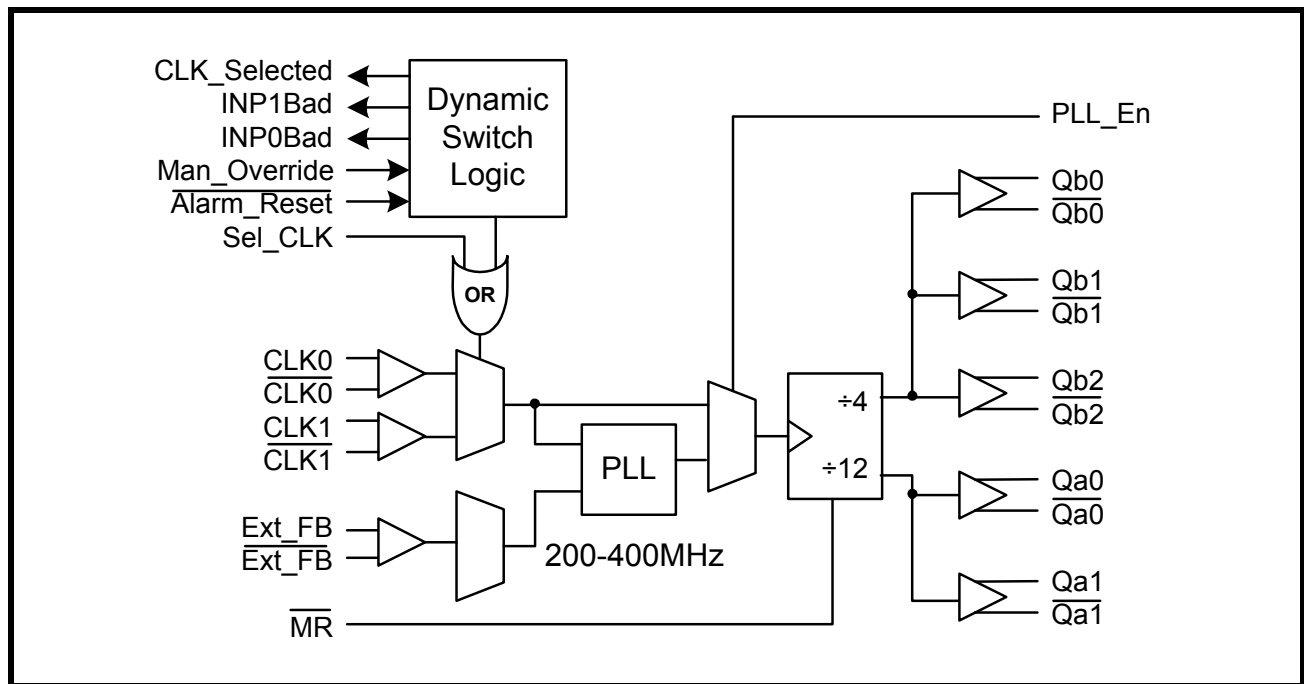 CLK_Selected
INP1Bad
INP0Bad
Man_Override
Alarm_Reset
Sel_CLK
Dynamic
Switch
Logic
OR
PLL_En
CLK0
CLK0
CLK1
CLK1
Ext_FB
Ext_FB
MR
PLL
200-400MHz
÷4
÷12
Qb0
Qb0
Qb1
Qb1
Qb2
Qb2
Qa0
Qa0
Qa1
Qa1